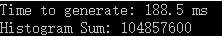 Time to generate: 188.5 ms
Histogram Sum: 104857600